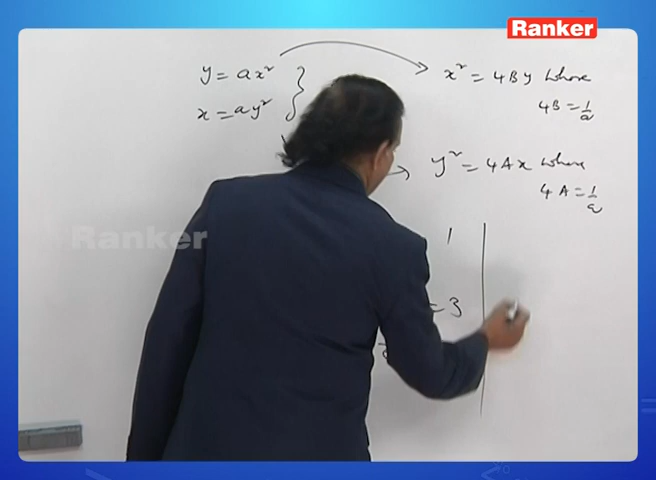 Ranker
y = ax²
x² = 4By where
x = ay²
4B = 1/a
y² = 4Ax where
4A = 1/a
Ranker
1
= 3